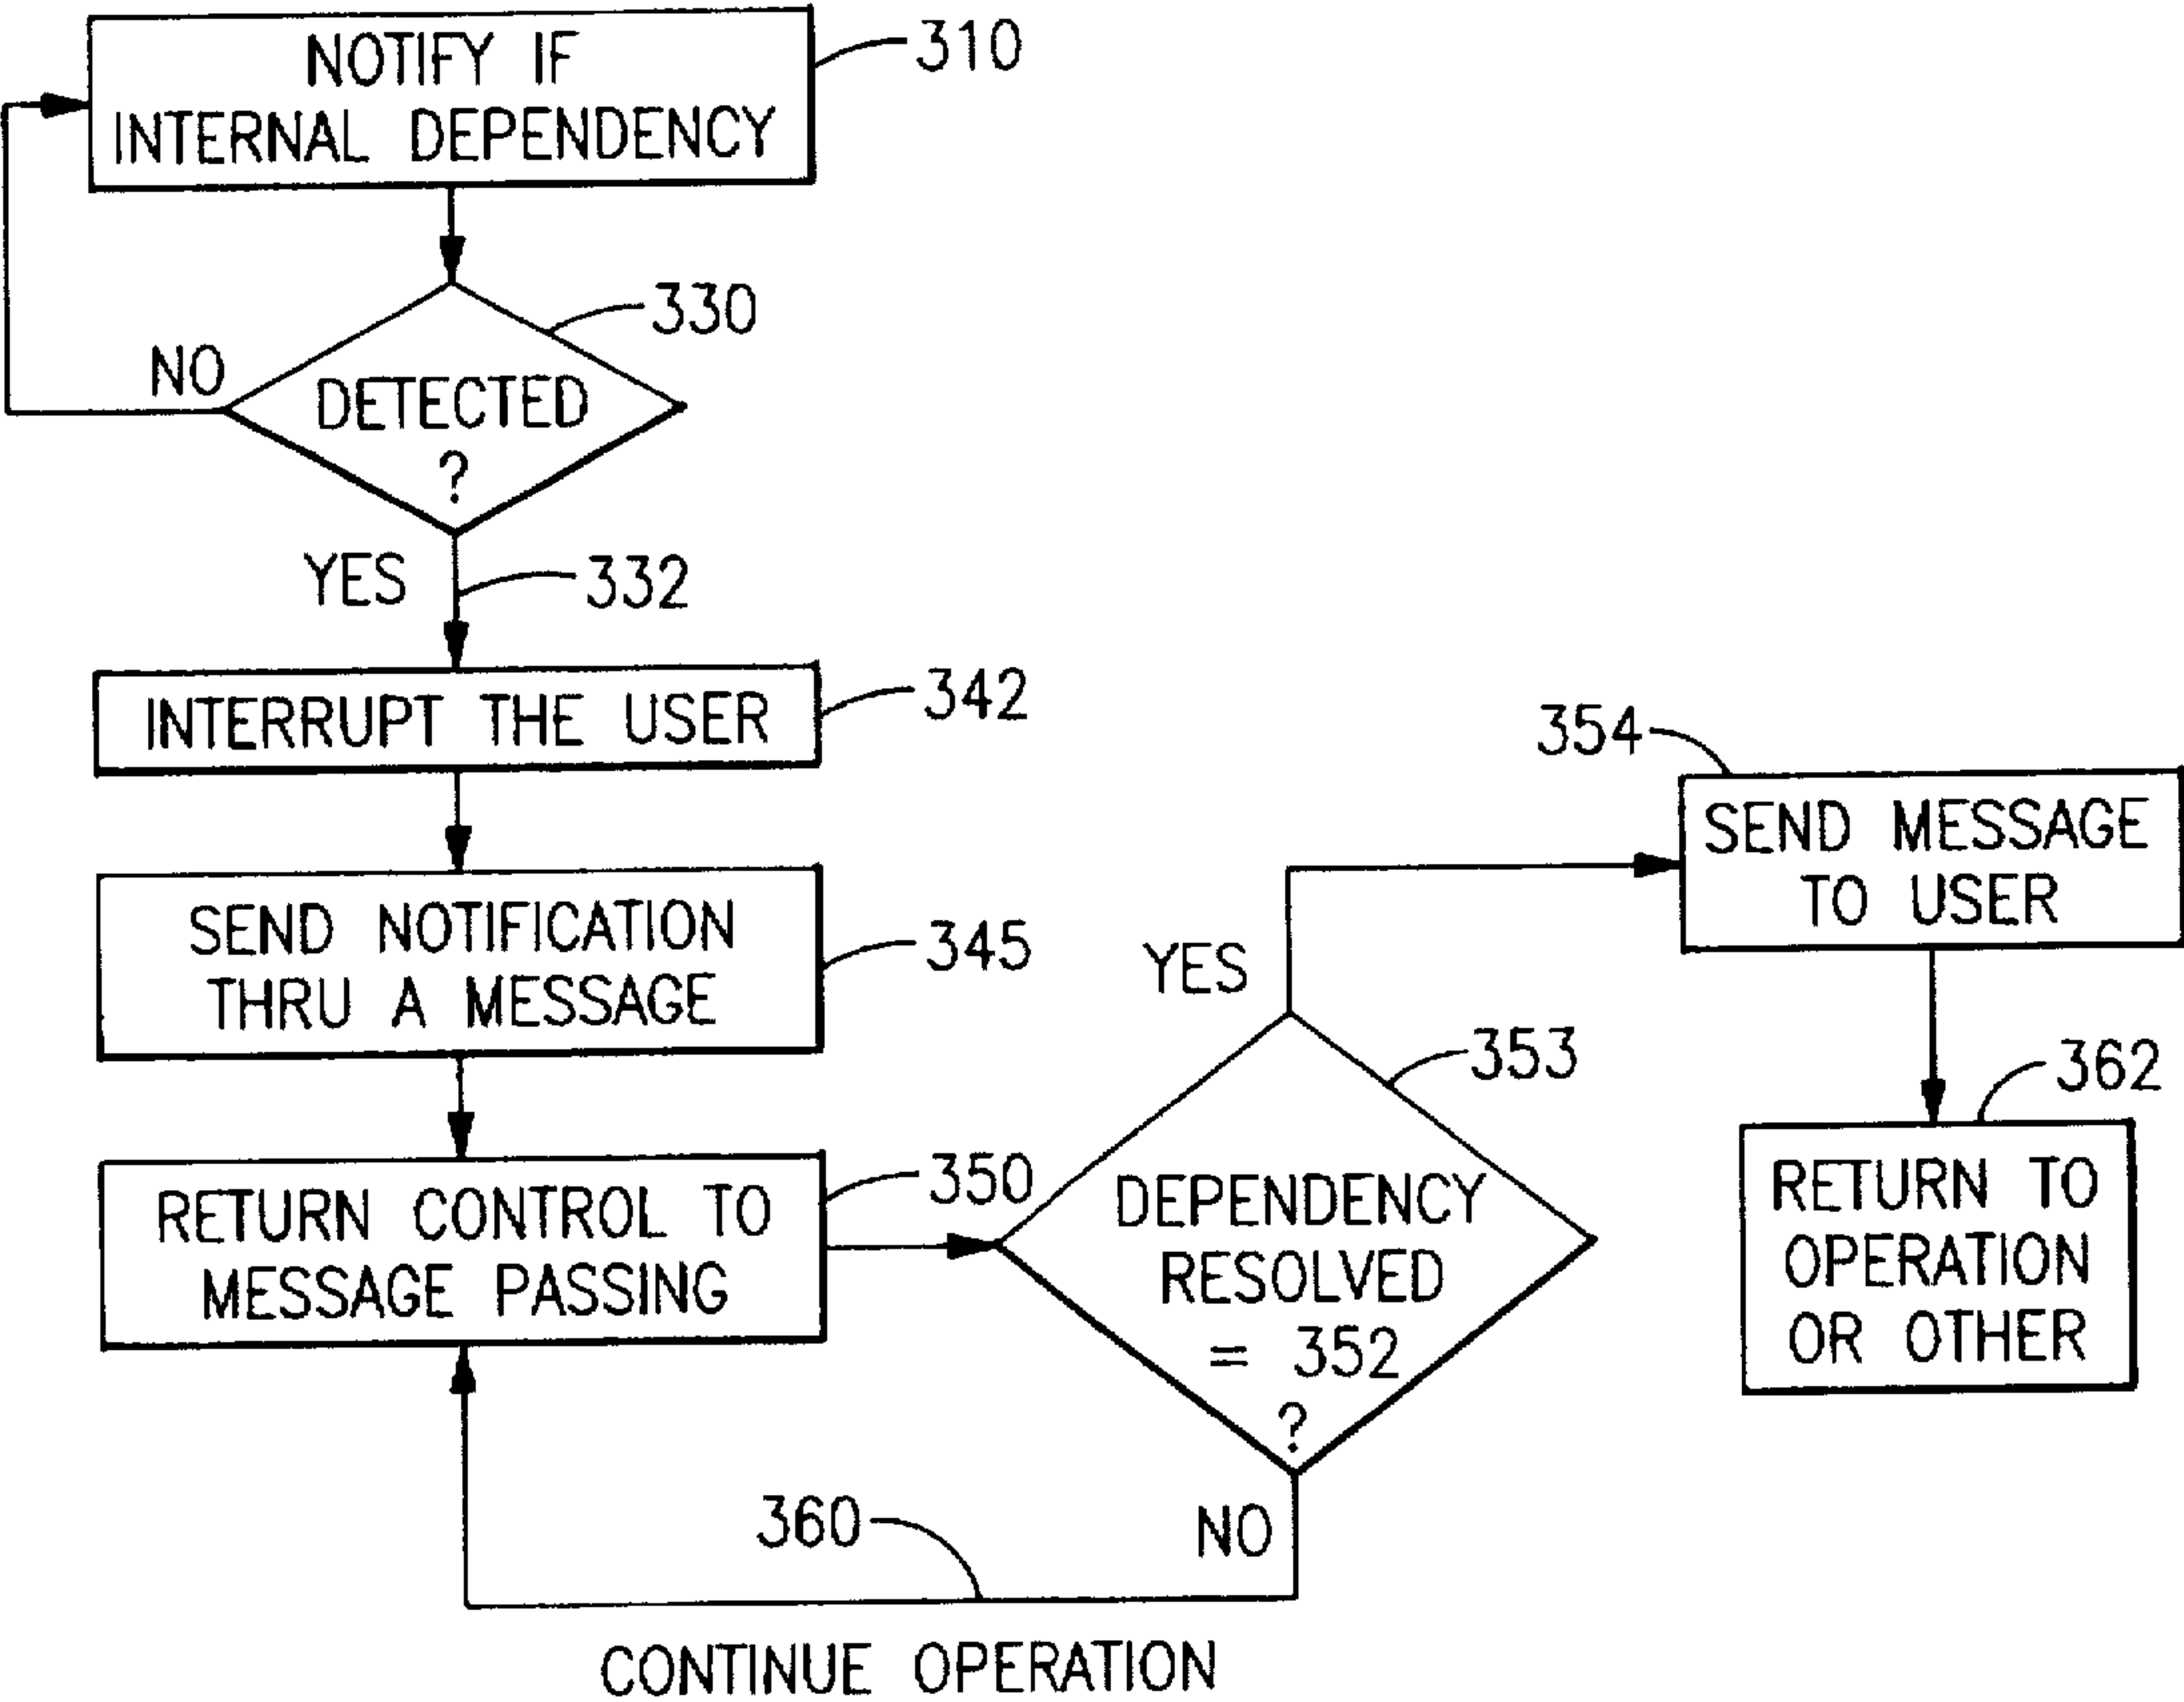 NOTIFY IF
INTERNAL DEPENDENCY
310
330
NO
DETECTED
?
YES
332
INTERRUPT THE USER
342
SEND NOTIFICATION
THRU A MESSAGE
345
RETURN CONTROL TO
MESSAGE PASSING
350
YES
353
DEPENDENCY
RESOLVED
= 352
?
NO
360
CONTINUE OPERATION
354
SEND MESSAGE
TO USER
362
RETURN TO
OPERATION
OR OTHER